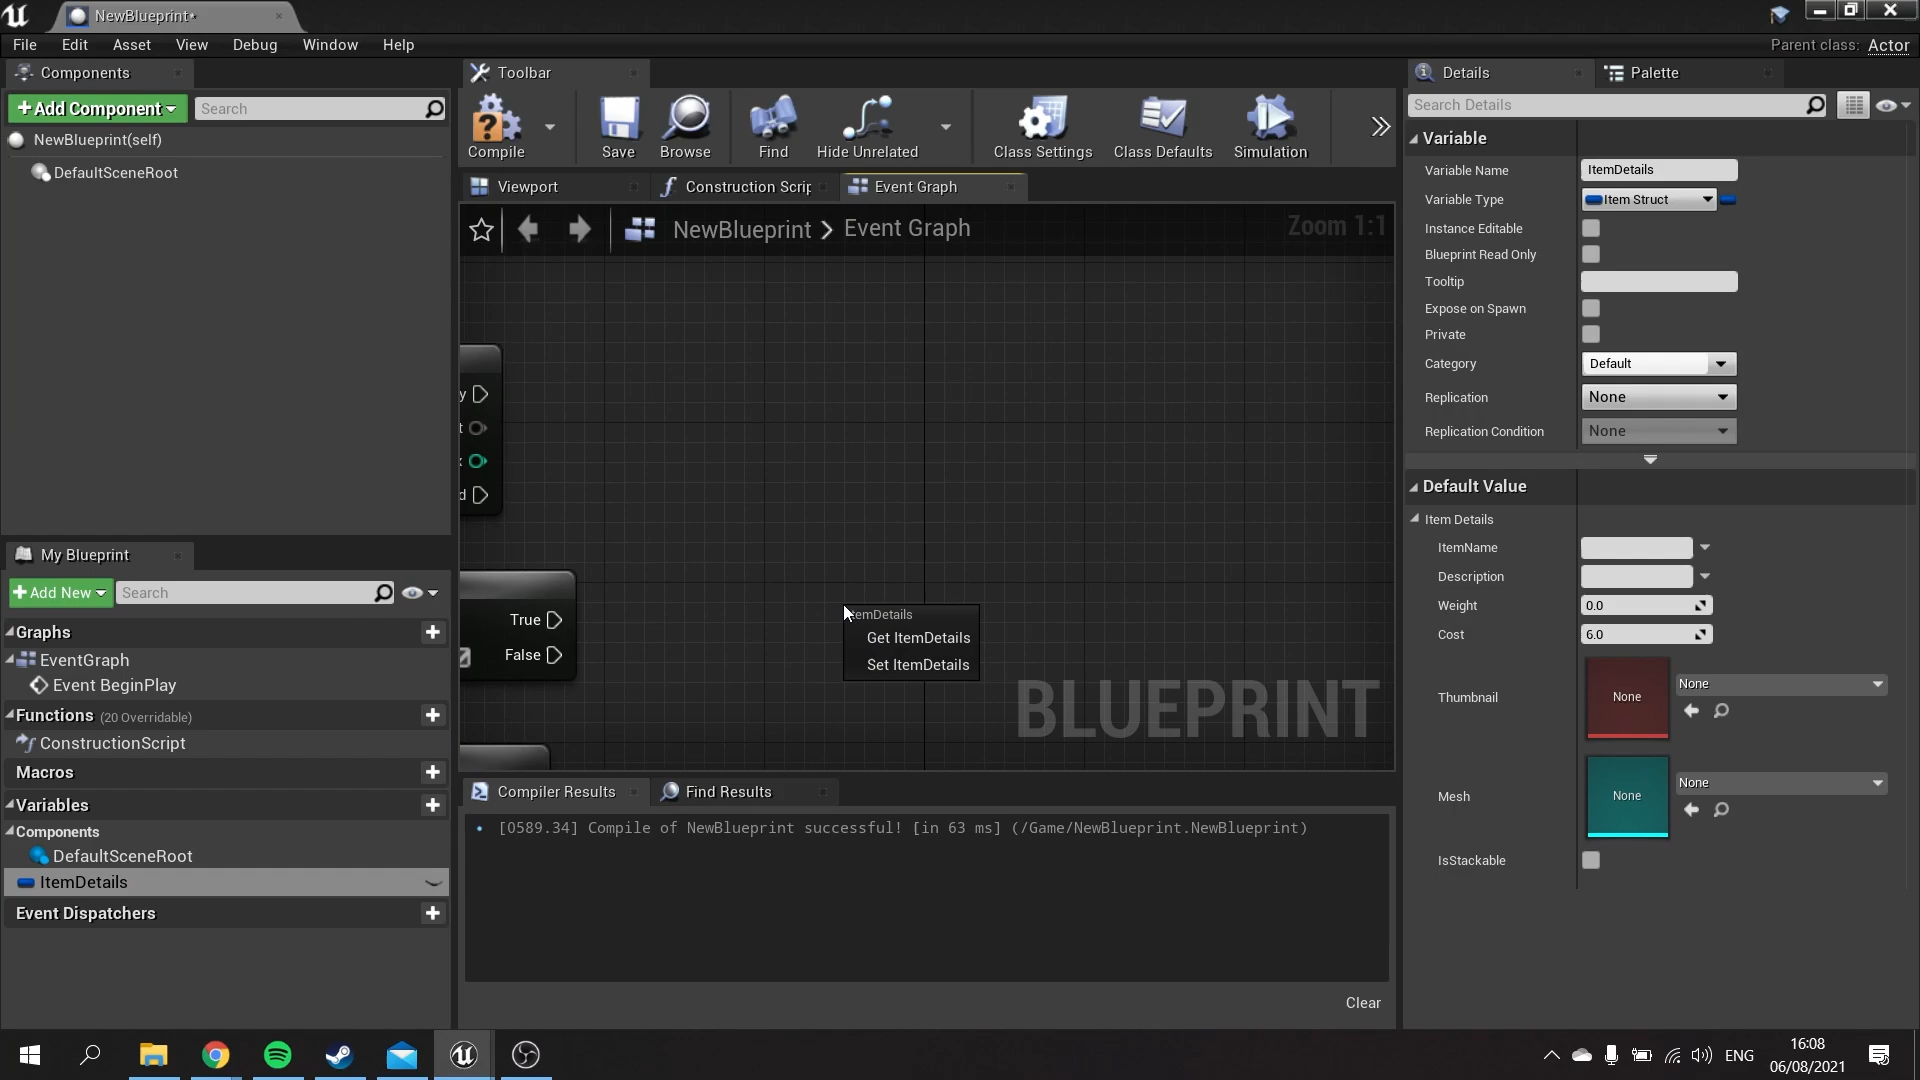 NewBlueprint*
File Edit Asset View Debug Window Help
Parent class: Actor
Components
+Add Component Search
NewBlueprint(self)
DefaultSceneRoot
Toolbar
Compile Save Browse Find Hide Unrelated Class Settings Class Defaults Simulation
Viewport Construction Scrip Event Graph
NewBlueprint > Event Graph
Zoom 1:1
y
t
d
True
False
ItemDetails
Get ItemDetails
Set ItemDetails
BLUEPRINT
My Blueprint
+Add New Search
Graphs
EventGraph
Event BeginPlay
Functions (20 Overridable)
ConstructionScript
Macros
Variables
Components
DefaultSceneRoot
ItemDetails
Event Dispatchers
Compiler Results Find Results
[0589.34] Compile of NewBlueprint successful! [in 63 ms] (/Game/NewBlueprint.NewBlueprint)
Clear
Details Palette
Search Details
Variable
Variable Name ItemDetails
Variable Type Item Struct
Instance Editable
Blueprint Read Only
Tooltip
Expose on Spawn
Private
Category Default
Replication None
Replication Condition None
Default Value
Item Details
ItemName
Description
Weight 0.0
Cost 6.0
Thumbnail None None
Mesh None None
IsStackable
ENG
16:08
06/08/2021